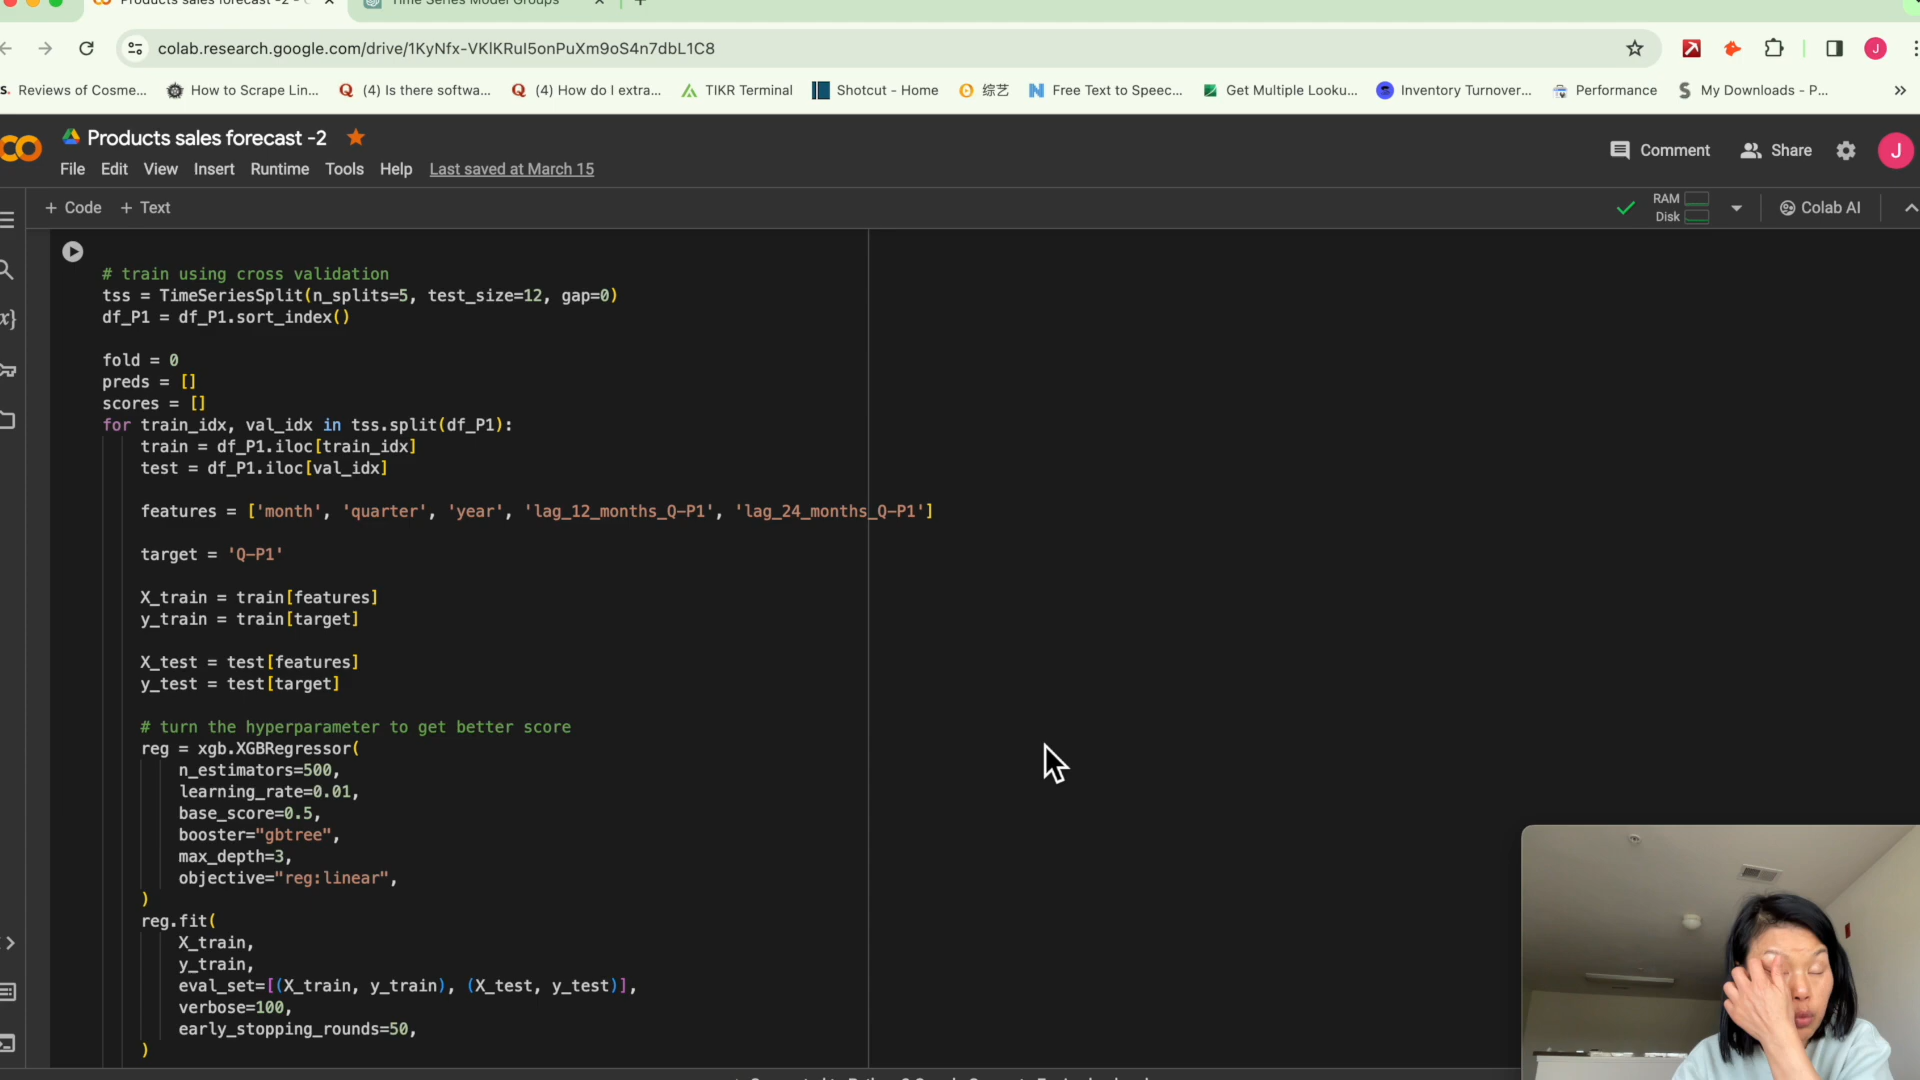 Products sales forecast -2 -
Time Series Model Groups
colab.research.google.com/drive/1KyNfx-VKlKRul5onPuXm9oS4n7dbL1C8
s. Reviews of Cosme... How to Scrape Lin... (4) Is there softwa... (4) How do I extra... TIKR Terminal Shotcut - Home 综艺 Free Text to Speec... Get Multiple Looku... Inventory Turnover... Performance My Downloads - P...
Products sales forecast -2
Comment Share J
File Edit View Insert Runtime Tools Help Last saved at March 15
+ Code + Text
RAM
Disk
Colab AI
# train using cross validation
tss = TimeSeriesSplit(n_splits=5, test_size=12, gap=0)
df_P1 = df_P1.sort_index()
fold = 0
preds = []
scores = []
for train_idx, val_idx in tss.split(df_P1):
train = df_P1.iloc[train_idx]
test = df_P1.iloc[val_idx]
features = ['month', 'quarter', 'year', 'lag_12_months_Q-P1', 'lag_24_months_Q-P1']
target = 'Q-P1'
X_train = train[features]
y_train = train[target]
X_test = test[features]
y_test = test[target]
# turn the hyperparameter to get better score
reg = xgb.XGBRegressor(
n_estimators=500,
learning_rate=0.01,
base_score=0.5,
booster="gbtree",
max_depth=3,
objective="reg:linear",
)
reg.fit(
X_train,
y_train,
eval_set=[(X_train, y_train), (X_test, y_test)],
verbose=100,
early_stopping_rounds=50,
)